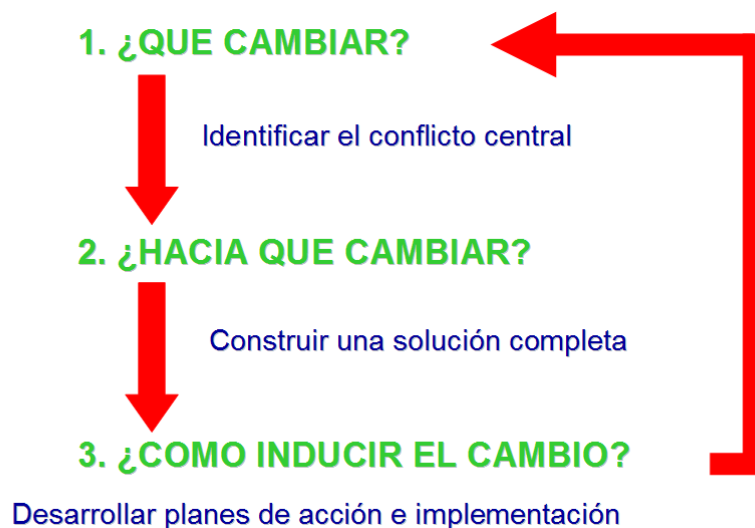 1. ¿QUE CAMBIAR?
Identificar el conflicto central
2. ¿HACIA QUE CAMBIAR?
Construir una solución completa
3. ¿COMO INDUCIR EL CAMBIO?
Desarrollar planes de acción e implementación